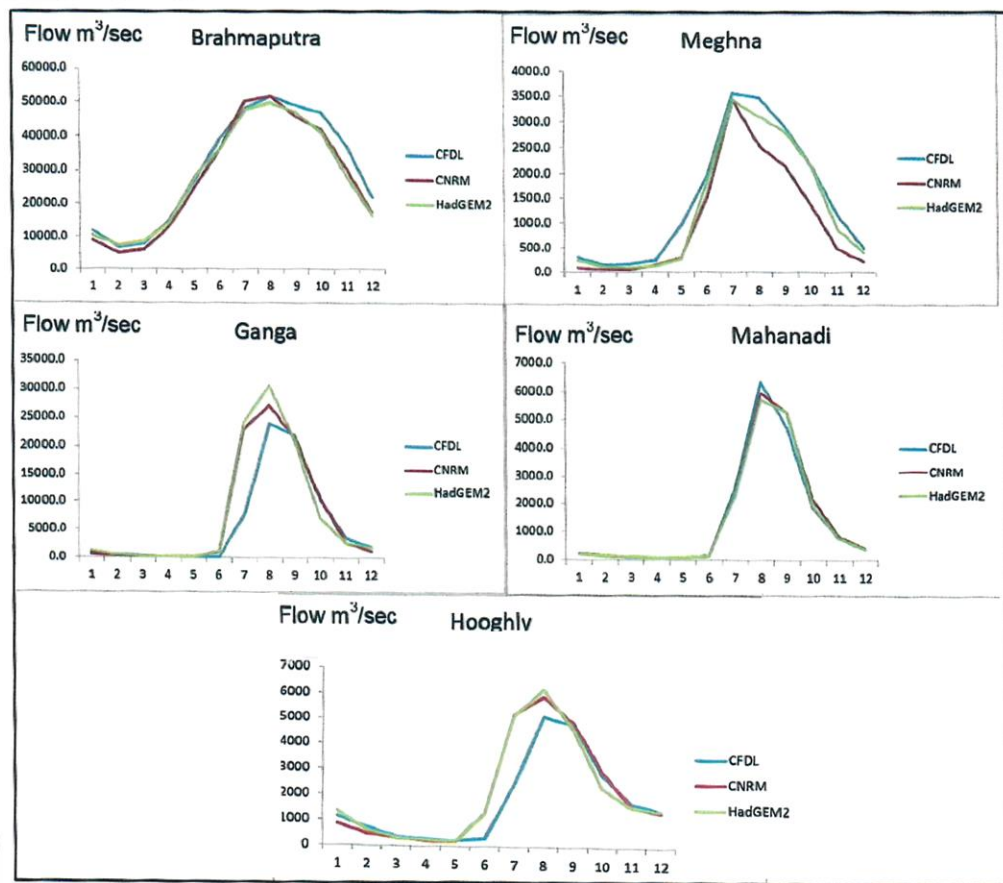 Flow m³/sec
Brahmaputra
60000.0
50000.0
40000.0
30000.0
20000.0
10000.0
0.0
1 2 3 4 5 6 7 8 9 10 11 12
CFDL
CNRM
HadGEM2
Flow m³/sec
Meghna
4000.0
3500.0
3000.0
2500.0
2000.0
1500.0
1000.0
500.0
0.0
1 2 3 4 5 6 7 8 9 10 11 12
CFDL
CNRM
HadGEM2
Flow m³/sec
Ganga
35000.0
30000.0
25000.0
20000.0
15000.0
10000.0
5000.0
0.0
1 2 3 4 5 6 7 8 9 10 11 12
CFDL
CNRM
HadGEM2
Flow m³/sec
Mahanadi
7000.0
6000.0
5000.0
4000.0
3000.0
2000.0
1000.0
0.0
1 2 3 4 5 6 7 8 9 10 11 12
CFDL
CNRM
HadGEM2
Flow m³/sec
Hooghly
7000
6000
5000
4000
3000
2000
1000
0
1 2 3 4 5 6 7 8 9 10 11 12
CFDL
CNRM
HadGEM2